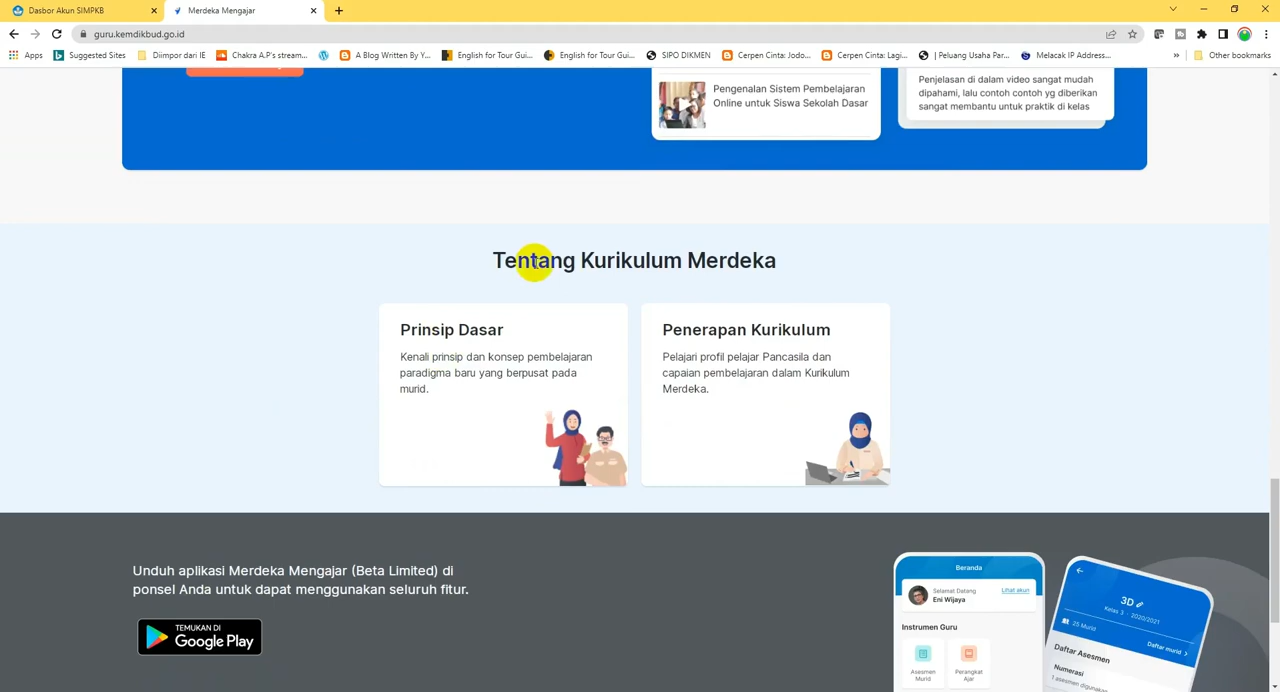 Dasbor Akun SIMPKB
Merdeka Mengajar
guru.kemdikbud.go.id
Apps
Suggested Sites
Diimpor dari IE
Chakra A.P's stream...
A Blog Written By Y...
English for Tour Gui...
English for Tour Gui...
SIPO DIKMEN
Cerpen Cinta: Jodo...
Cerpen Cinta: Lagi...
| Peluang Usaha Par...
Melacak IP Address...
»
Other bookmarks
Pengenalan Sistem Pembelajaran
Online untuk Siswa Sekolah Dasar
Penjelasan di dalam video sangat mudah
dipahami, lalu contoh contoh yg diberikan
sangat membantu untuk praktik di kelas
Tentang Kurikulum Merdeka
Prinsip Dasar
Kenali prinsip dan konsep pembelajaran
paradigma baru yang berpusat pada
murid.
Penerapan Kurikulum
Pelajari profil pelajar Pancasila dan
capaian pembelajaran dalam Kurikulum
Merdeka.
Unduh aplikasi Merdeka Mengajar (Beta Limited) di
ponsel Anda untuk dapat menggunakan seluruh fitur.
TEMUKAN DI
Google Play
Beranda
Selamat Datang
Eni Wijaya
Lihat akun
Instrumen Guru
Asesmen
Murid
Perangkat
Ajar
3D
Kelas 3 · 2020/2021
25 Murid
Daftar murid
Daftar Asesmen
Numerasi
1 asesmen digunakan